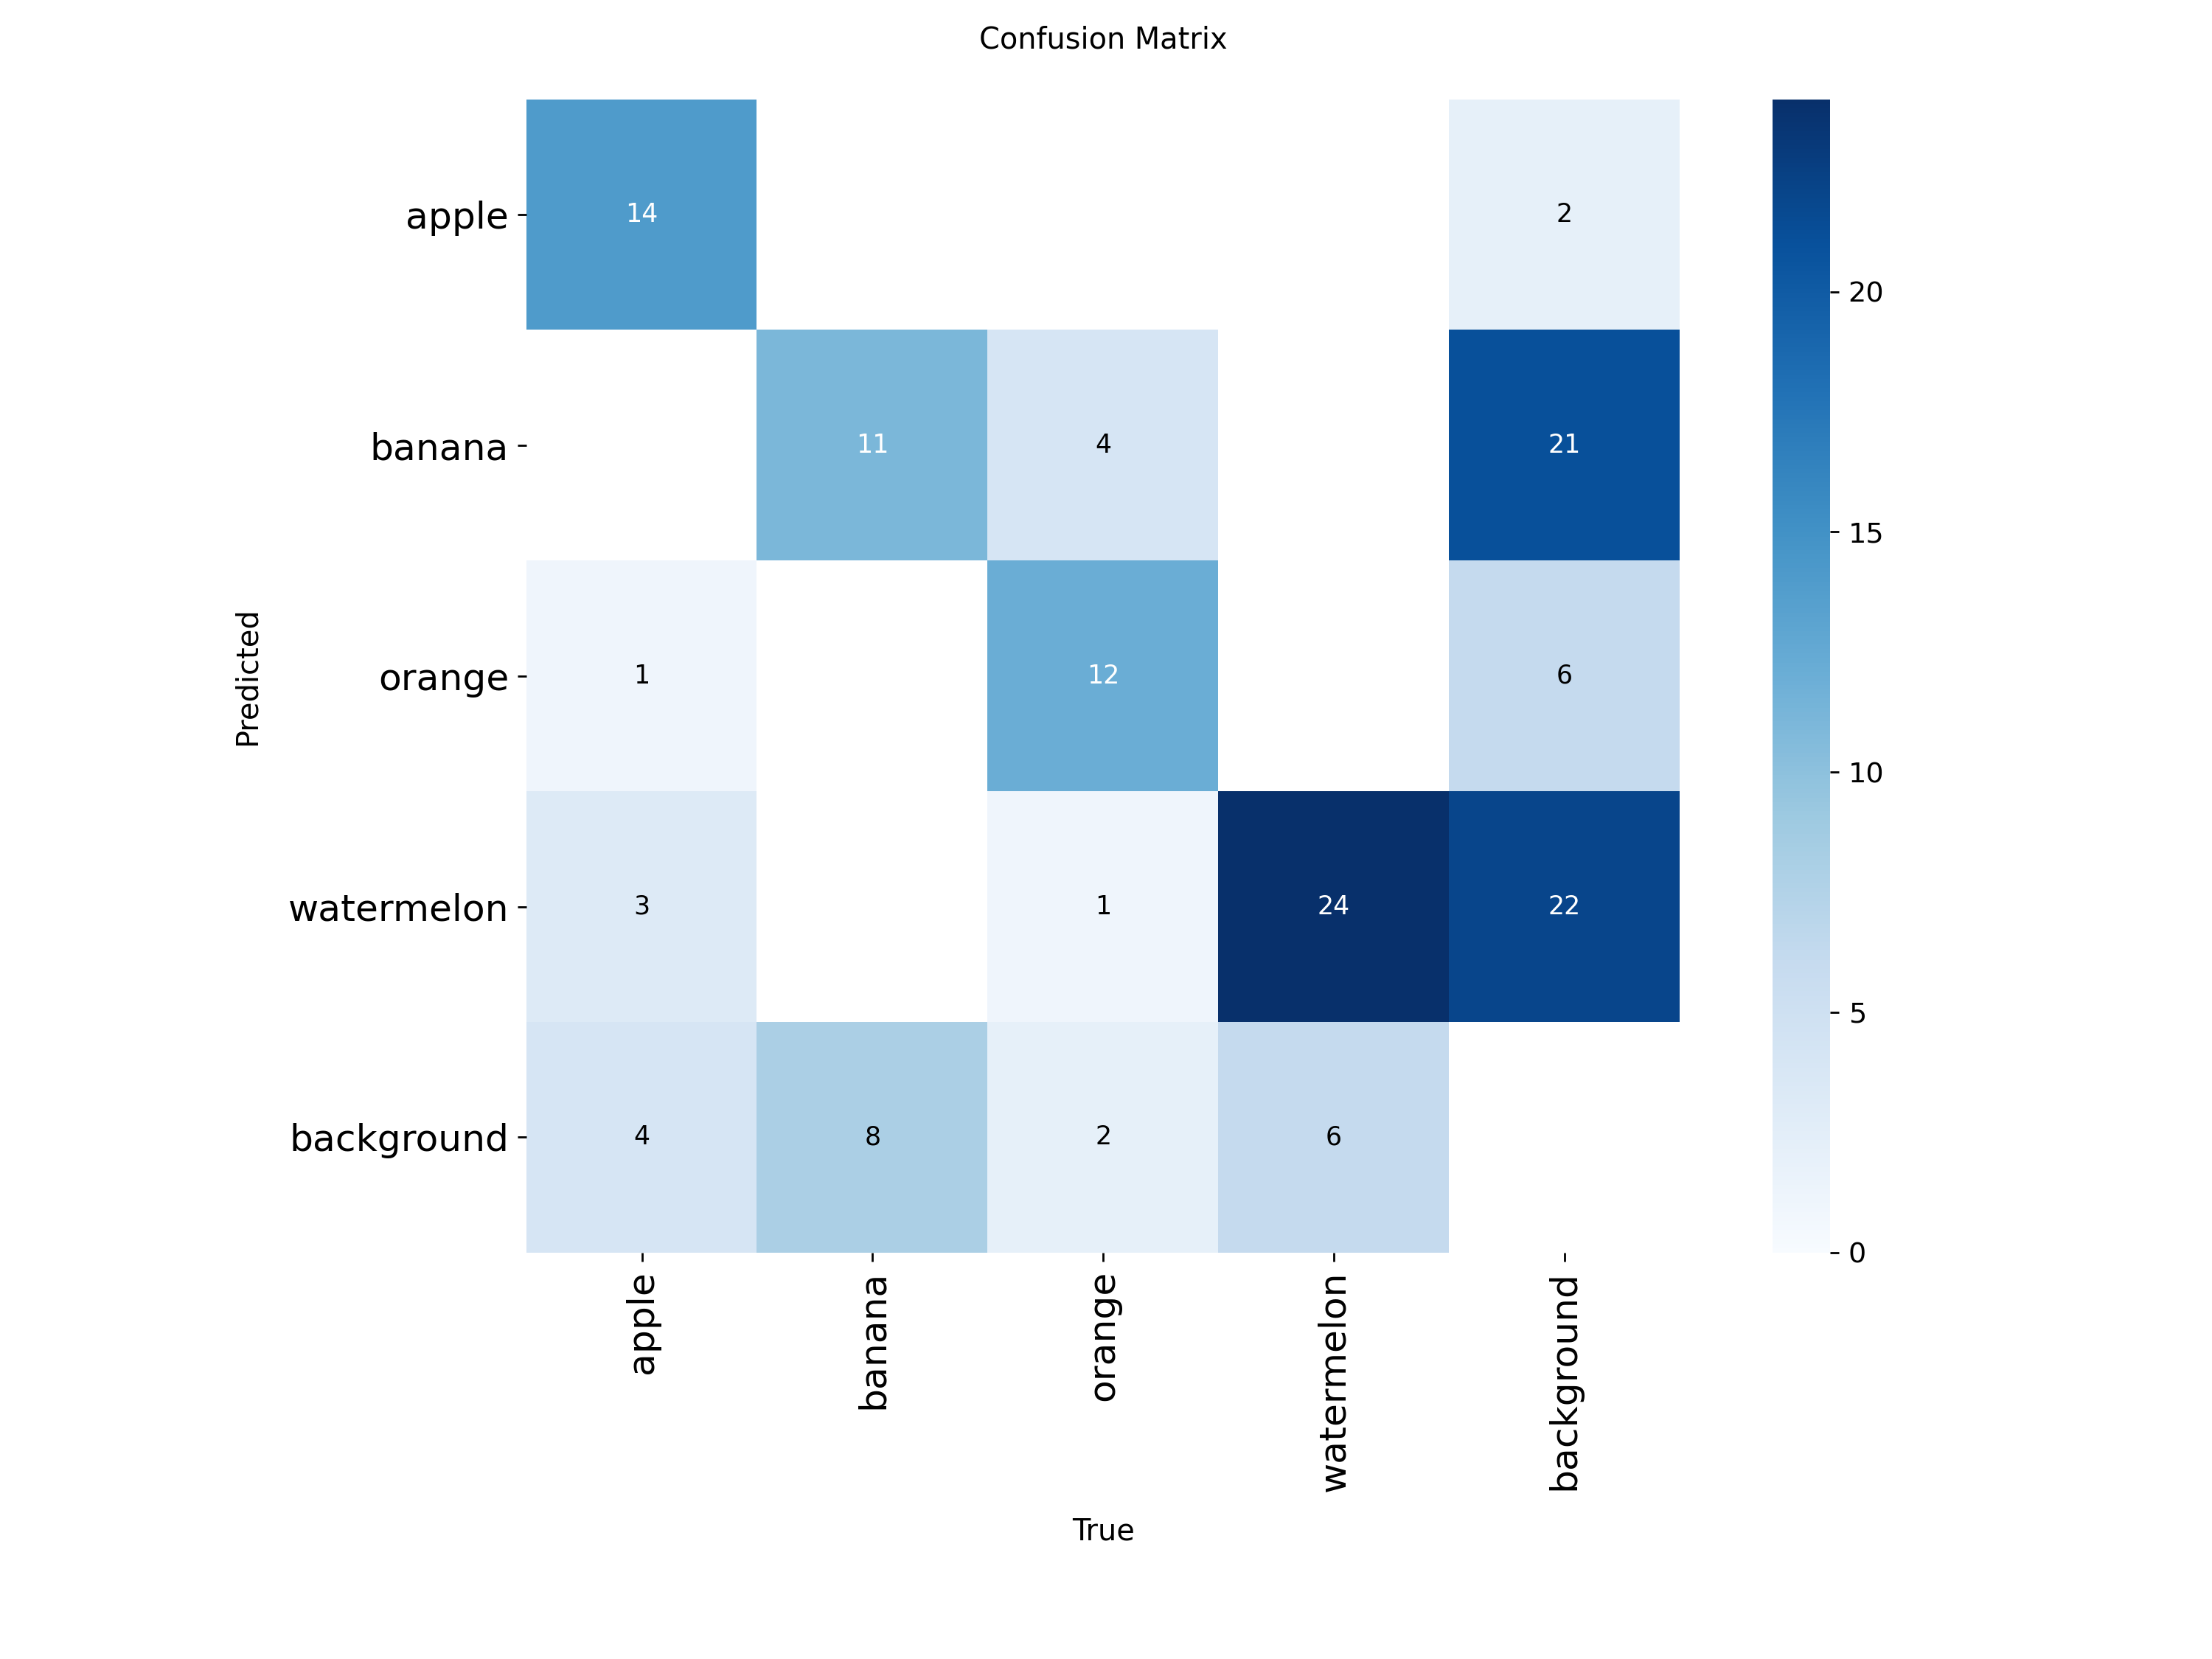 Confusion Matrix
apple 14 2
banana 11 4 21
orange 1 12 6
watermelon 3 1 24 22
background 4 8 2 6
Predicted
apple banana orange watermelon background
True
20
15
10
5
0